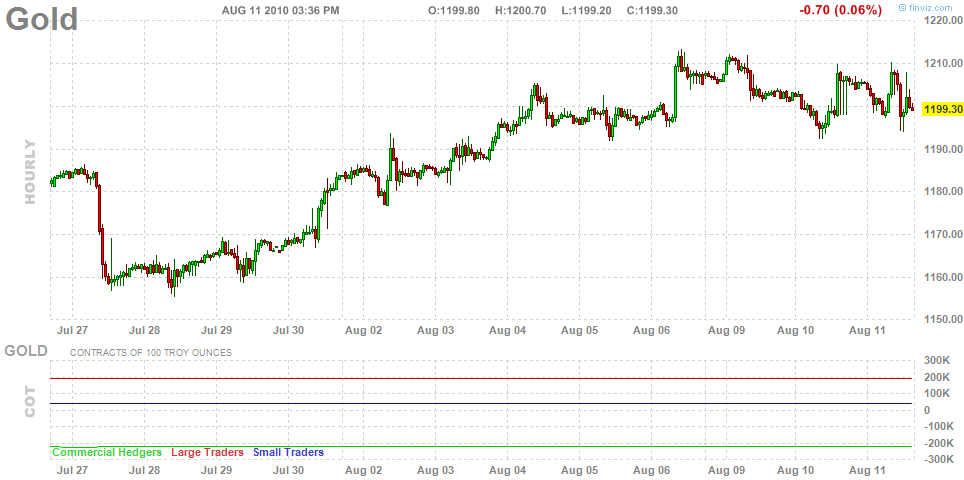 Gold
AUG 11 2010 03:36 PM O:1199.80 H:1200.70 L:1199.20 C:1199.30 -0.70 (0.06%) © finviz.com
1220.00
1210.00
1199.30
1190.00
1180.00
1170.00
1160.00
1150.00
HOURLY
Jul 27 Jul 28 Jul 29 Jul 30 Aug 02 Aug 03 Aug 04 Aug 05 Aug 06 Aug 09 Aug 10 Aug 11
GOLD CONTRACTS OF 100 TROY OUNCES
300K
200K
100K
0
-100K
-200K
-300K
COT
Commercial Hedgers Large Traders Small Traders
Jul 27 Jul 28 Jul 29 Jul 30 Aug 02 Aug 03 Aug 04 Aug 05 Aug 06 Aug 09 Aug 10 Aug 11